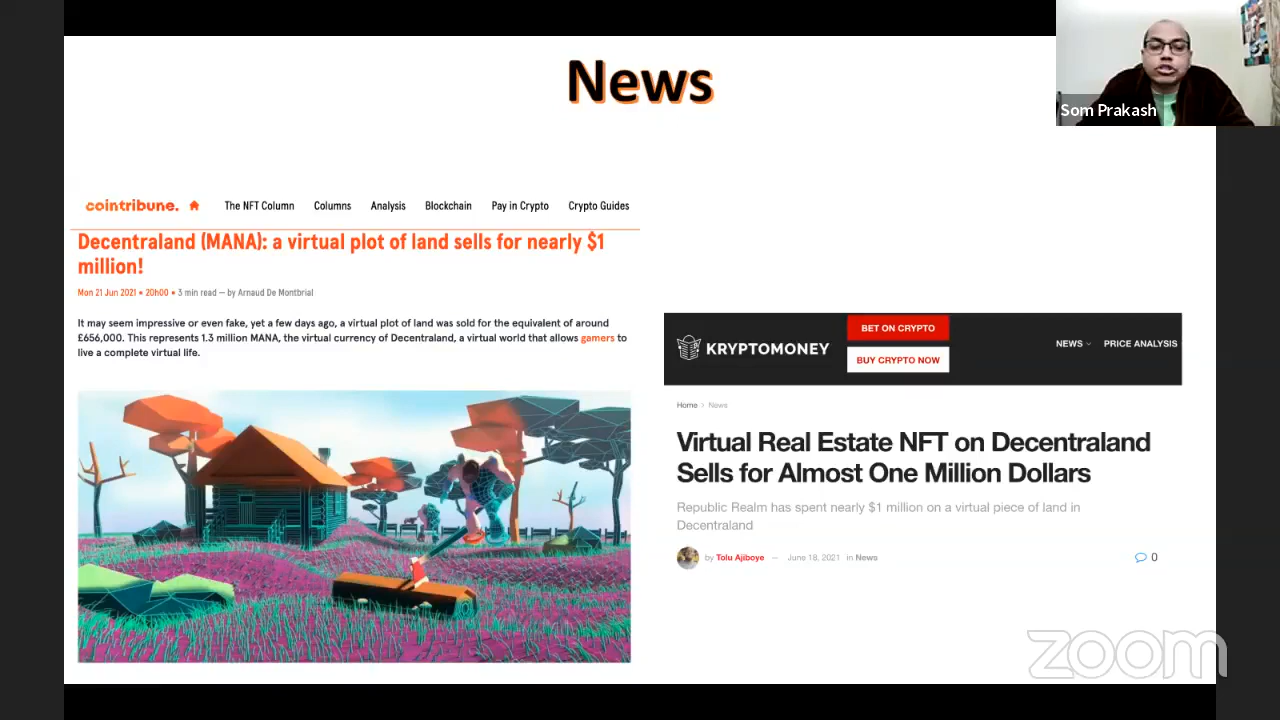 News
Som Prakash
cointribune.
The NFT Column Columns Analysis Blockchain Pay in Crypto Crypto Guides
Decentraland (MANA): a virtual plot of land sells for nearly $1
million!
Mon 21 Jun 2021 • 20h00 • 3 min read — by Arnaud De Montbrial
It may seem impressive or even fake, yet a few days ago, a virtual plot of land was sold for the equivalent of around
£656,000. This represents 1.3 million MANA, the virtual currency of Decentraland, a virtual world that allows gamers to
live a complete virtual life.
KRYPTOMONEY
BET ON CRYPTO
BUY CRYPTO NOW
NEWS PRICE ANALYSIS
Home > News
Virtual Real Estate NFT on Decentraland
Sells for Almost One Million Dollars
Republic Realm has spent nearly $1 million on a virtual piece of land in
Decentraland
by Tolu Ajiboye — June 18, 2021 in News
0
zoom